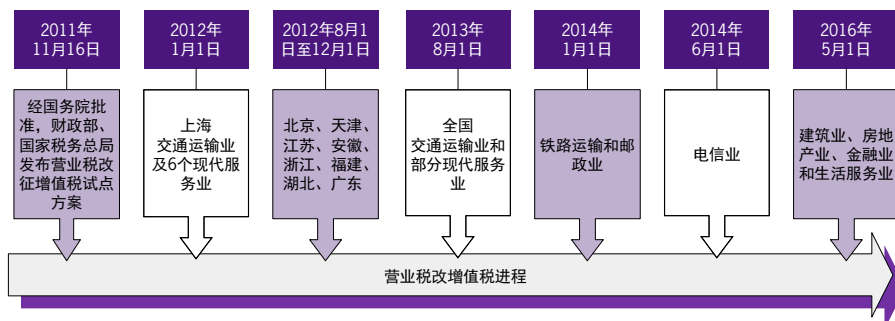 2011年
11月16日
2012年
1月1日
2012年8月1
日至12月1日
2013年
8月1日
2014年
1月1日
2014年
6月1日
2016年
5月1日
经国务院批
准，财政部、
国家税务总局
发布营业税改
征增值税试点
方案
上海
交通运输业
及6个现代服
务业
北京、天津、
江苏、安徽、
浙江、福建、
湖北、广东
全国
交通运输业和
部分现代服务
业
铁路运输和邮
政业
电信业
建筑业、房地
产业、金融业
和生活服务业
营业税改增值税进程